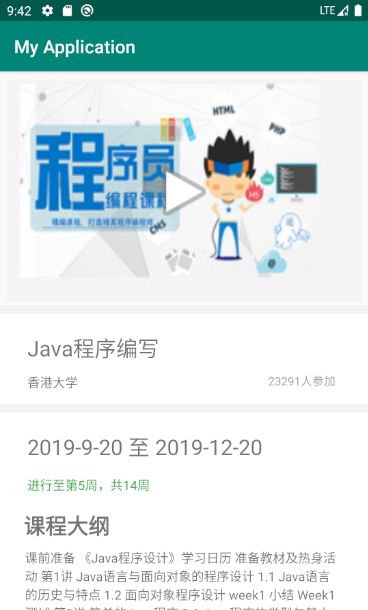 9:42
LTE
My Application
HTML
PHP
程序员
编程课程
H5
CMS
Java程序编写
香港大学
23291人参加
2019-9-20 至 2019-12-20
进行至第5周，共14周
课程大纲
课前准备 《Java程序设计》学习日历 准备教材及热身活
动 第1讲 Java语言与面向对象的程序设计 1.1 Java语言
的历史与特点 1.2 面向对象程序设计 week1 小结 Week1